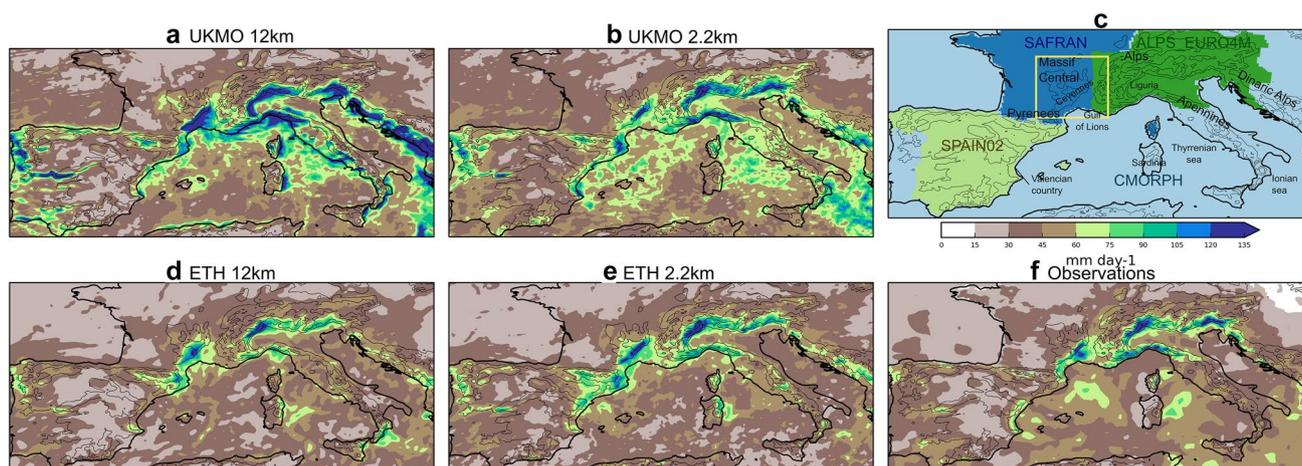 a UKMO 12km
b UKMO 2.2km
c
SAFRAN
ALPS_EURO4M
Massif
Central
Alps
Cevennes
Liguria
Dinaric Alps
Pyrenees
Gulf
of Lions
Apennines
SPAIN02
Thyrrenian
sea
Sardinia
Valencian
country
CMORPH
Ionian
sea
0 15 30 45 60 75 90 105 120 135
mm day-1
d ETH 12km
e ETH 2.2km
f Observations